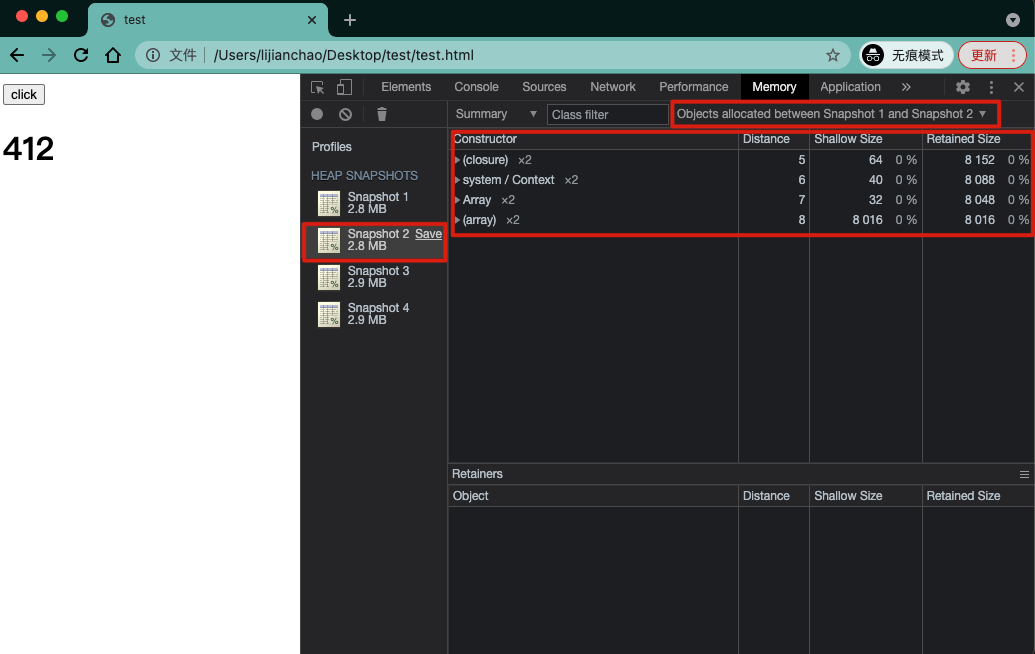 test
文件 /Users/lijianchao/Desktop/test/test.html 无痕模式 更新
click
412
Elements Console Sources Network Performance Memory Application
Summary Class filter Objects allocated between Snapshot 1 and Snapshot 2
Profiles
HEAP SNAPSHOTS
Snapshot 1
2.8 MB
Snapshot 2 Save
2.8 MB
Snapshot 3
2.9 MB
Snapshot 4
2.9 MB
Constructor Distance Shallow Size Retained Size
(closure) ×2 5 64 0 % 8 152 0 %
system / Context ×2 6 40 0 % 8 088 0 %
Array ×2 7 32 0 % 8 048 0 %
(array) ×2 8 8 016 0 % 8 016 0 %
Retainers
Object Distance Shallow Size Retained Size